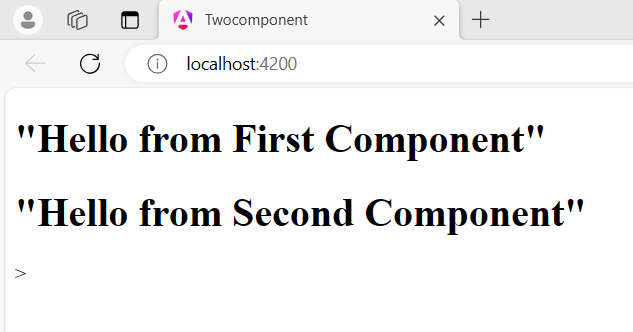 Twocomponent
localhost:4200
"Hello from First Component"
"Hello from Second Component"
>